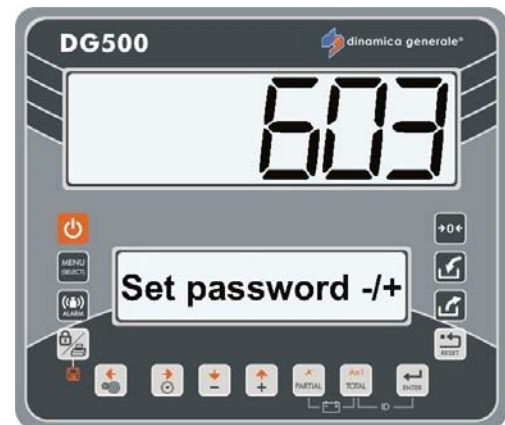 DG500
dinamica generale®
603
→0←
MENU
(SELECT)
Set password -/+
ALARM
RESET
-
+
PARTIAL
TOTAL
ENTER
ID